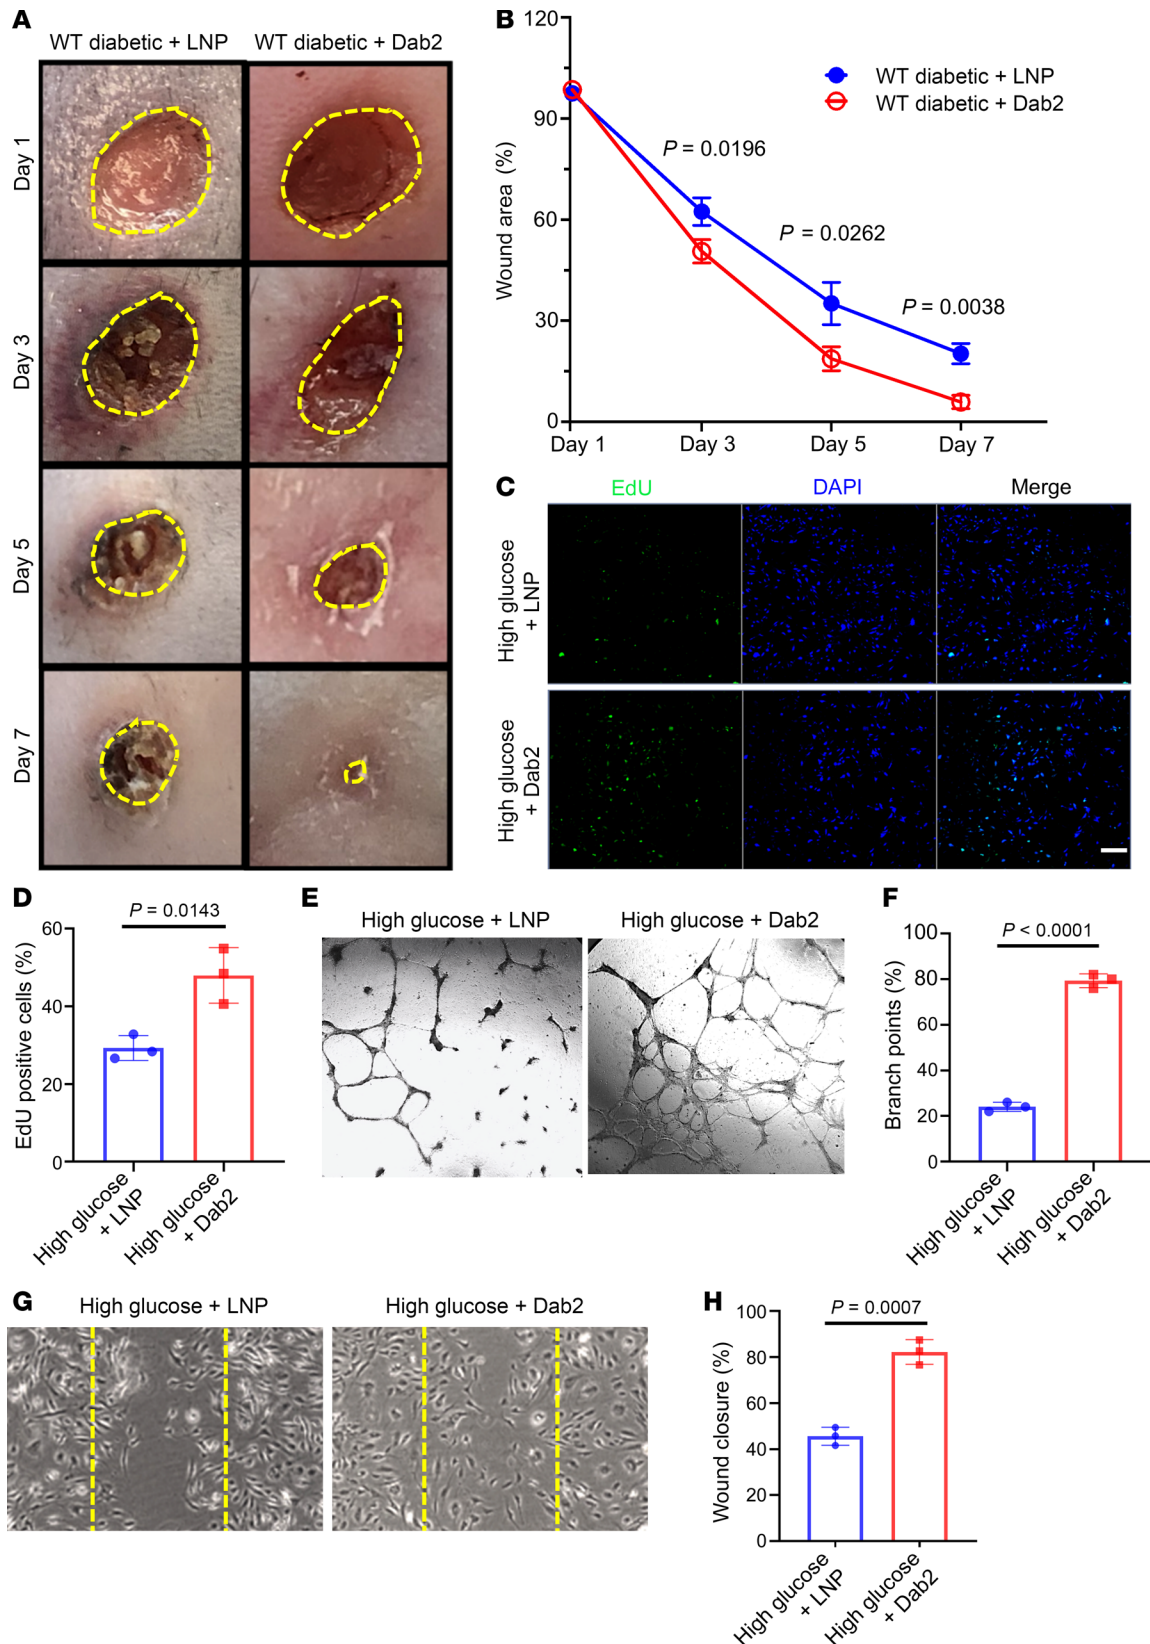 A
WT diabetic + LNP
WT diabetic + Dab2
Day 1
Day 3
Day 5
Day 7
B
120
90
60
30
0
Wound area (%)
WT diabetic + LNP
WT diabetic + Dab2
P = 0.0196
P = 0.0262
P = 0.0038
Day 1
Day 3
Day 5
Day 7
C
EdU
DAPI
Merge
High glucose
+ LNP
High glucose
+ Dab2
D
P = 0.0143
60
40
20
0
EdU positive cells (%)
High glucose
+ LNP
High glucose
+ Dab2
E
High glucose + LNP
High glucose + Dab2
F
P < 0.0001
100
80
60
40
20
0
Branch points (%)
High glucose
+ LNP
High glucose
+ Dab2
G
High glucose + LNP
High glucose + Dab2
H
P = 0.0007
100
80
60
40
20
0
Wound closure (%)
High glucose
+ LNP
High glucose
+ Dab2